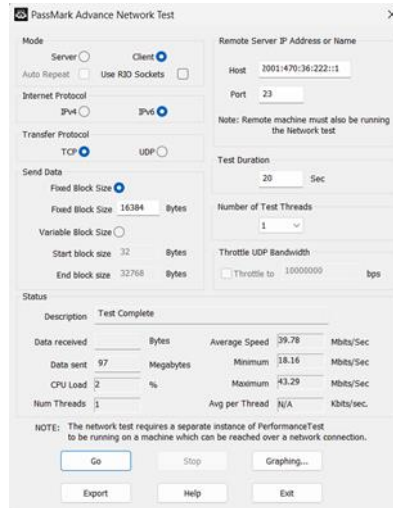 PassMark Advance Network Test
Mode
Server
Client
Auto Repeat
Use RIO Sockets
Internet Protocol
IPv4
IPv6
Transfer Protocol
TCP
UDP
Send Data
Fixed Block Size
Fixed Block Size 16384 Bytes
Variable Block Size
Start block size 32 Bytes
End block size 32768 Bytes
Remote Server IP Address or Name
Host 2001:470:36:222::1
Port 23
Note: Remote machine must also be running
the Network test
Test Duration
20 Sec
Number of Test Threads
1
Throttle UDP Bandwidth
Throttle to 10000000 bps
Status
Description Test Complete
Data received Bytes Average Speed 39.78 Mbits/Sec
Data sent 97 Megabytes Minimum 18.16 Mbits/Sec
CPU Load 2 % Maximum 43.29 Mbits/Sec
Num Threads 1 Avg per Thread N/A Kbits/sec.
NOTE: The network test requires a separate instance of PerformanceTest
to be running on a machine which can be reached over a network connection.
Go Stop Graphing...
Export Help Exit